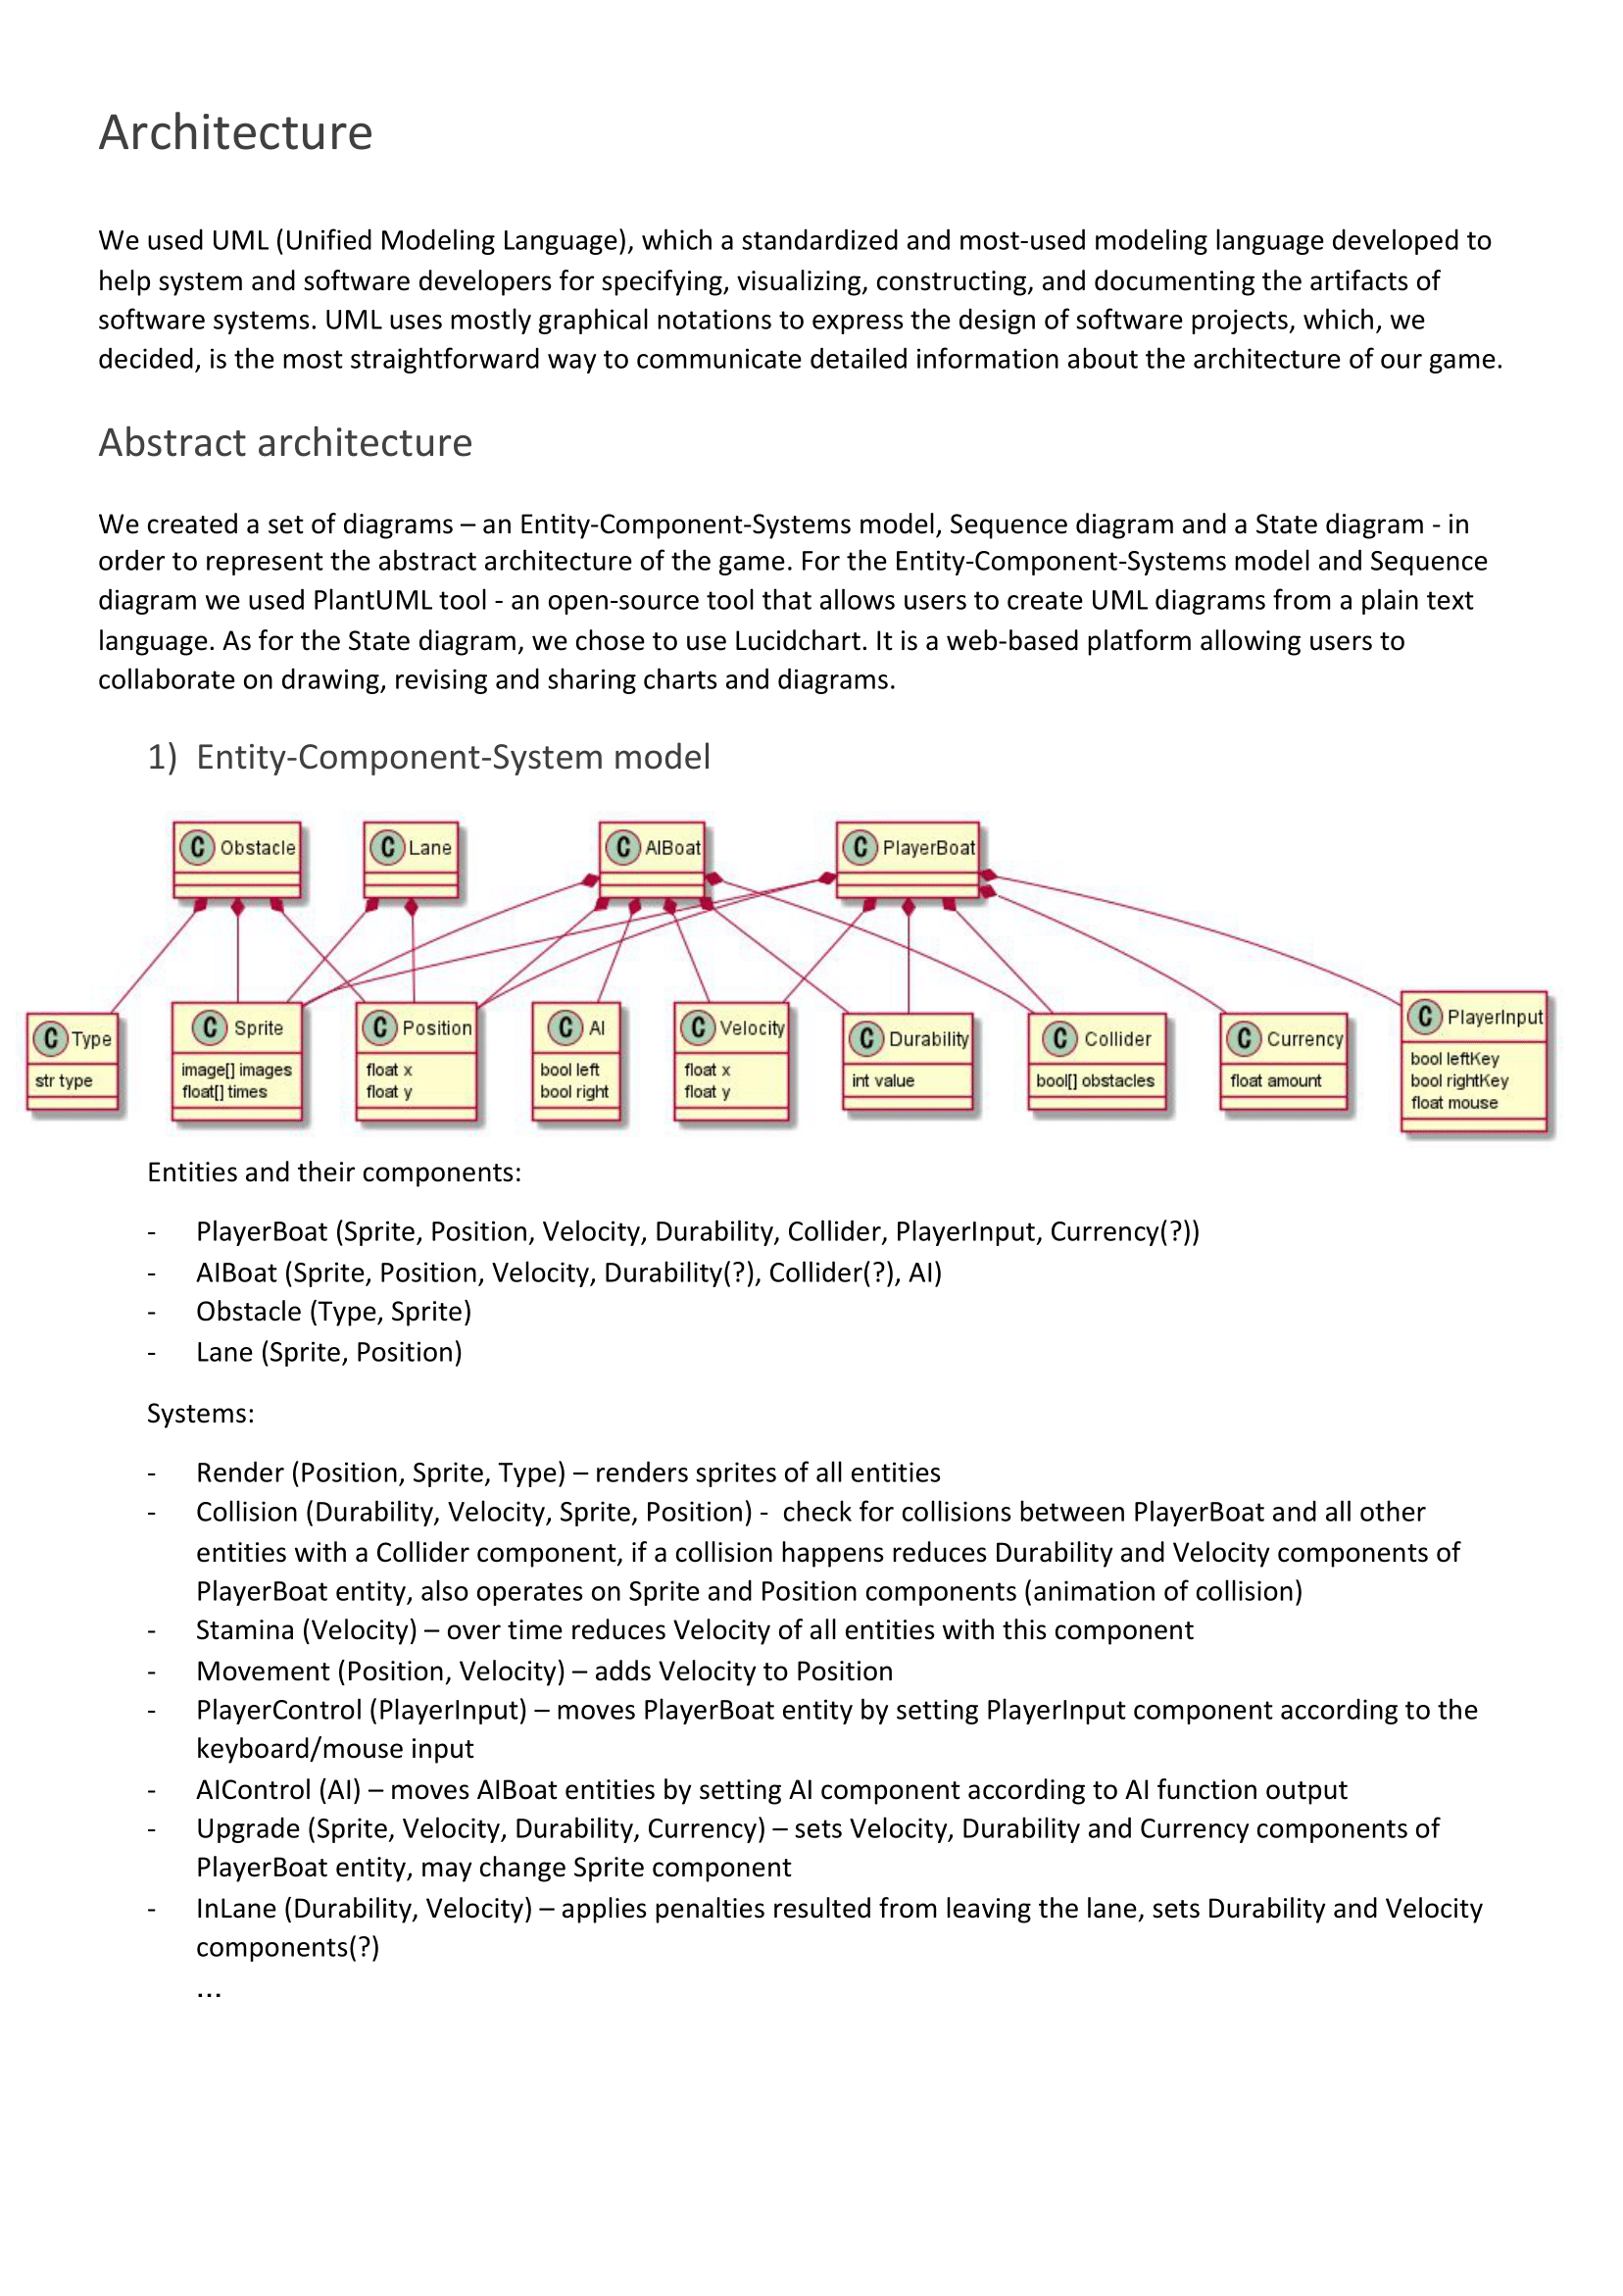 Architecture
We used UML (Unified Modeling Language), which a standardized and most-used modeling language developed to
help system and software developers for specifying, visualizing, constructing, and documenting the artifacts of
software systems. UML uses mostly graphical notations to express the design of software projects, which, we
decided, is the most straightforward way to communicate detailed information about the architecture of our game.
Abstract architecture
We created a set of diagrams – an Entity-Component-Systems model, Sequence diagram and a State diagram - in
order to represent the abstract architecture of the game. For the Entity-Component-Systems model and Sequence
diagram we used PlantUML tool - an open-source tool that allows users to create UML diagrams from a plain text
language. As for the State diagram, we chose to use Lucidchart. It is a web-based platform allowing users to
collaborate on drawing, revising and sharing charts and diagrams.
1) Entity-Component-System model
C Obstacle
C Lane
C AIBoat
C PlayerBoat
C Type
str type
C Sprite
image[] images
float[] times
C Position
float x
float y
C AI
bool left
bool right
C Velocity
float x
float y
C Durability
int value
C Collider
bool[] obstacles
C Currency
float amount
C PlayerInput
bool leftKey
bool rightKey
float mouse
Entities and their components:
- PlayerBoat (Sprite, Position, Velocity, Durability, Collider, PlayerInput, Currency(?))
- AIBoat (Sprite, Position, Velocity, Durability(?), Collider(?), AI)
- Obstacle (Type, Sprite)
- Lane (Sprite, Position)
Systems:
- Render (Position, Sprite, Type) – renders sprites of all entities
- Collision (Durability, Velocity, Sprite, Position) - check for collisions between PlayerBoat and all other
entities with a Collider component, if a collision happens reduces Durability and Velocity components of
PlayerBoat entity, also operates on Sprite and Position components (animation of collision)
- Stamina (Velocity) – over time reduces Velocity of all entities with this component
- Movement (Position, Velocity) – adds Velocity to Position
- PlayerControl (PlayerInput) – moves PlayerBoat entity by setting PlayerInput component according to the
keyboard/mouse input
- AIControl (AI) – moves AIBoat entities by setting AI component according to AI function output
- Upgrade (Sprite, Velocity, Durability, Currency) – sets Velocity, Durability and Currency components of
PlayerBoat entity, may change Sprite component
- InLane (Durability, Velocity) – applies penalties resulted from leaving the lane, sets Durability and Velocity
components(?)
...